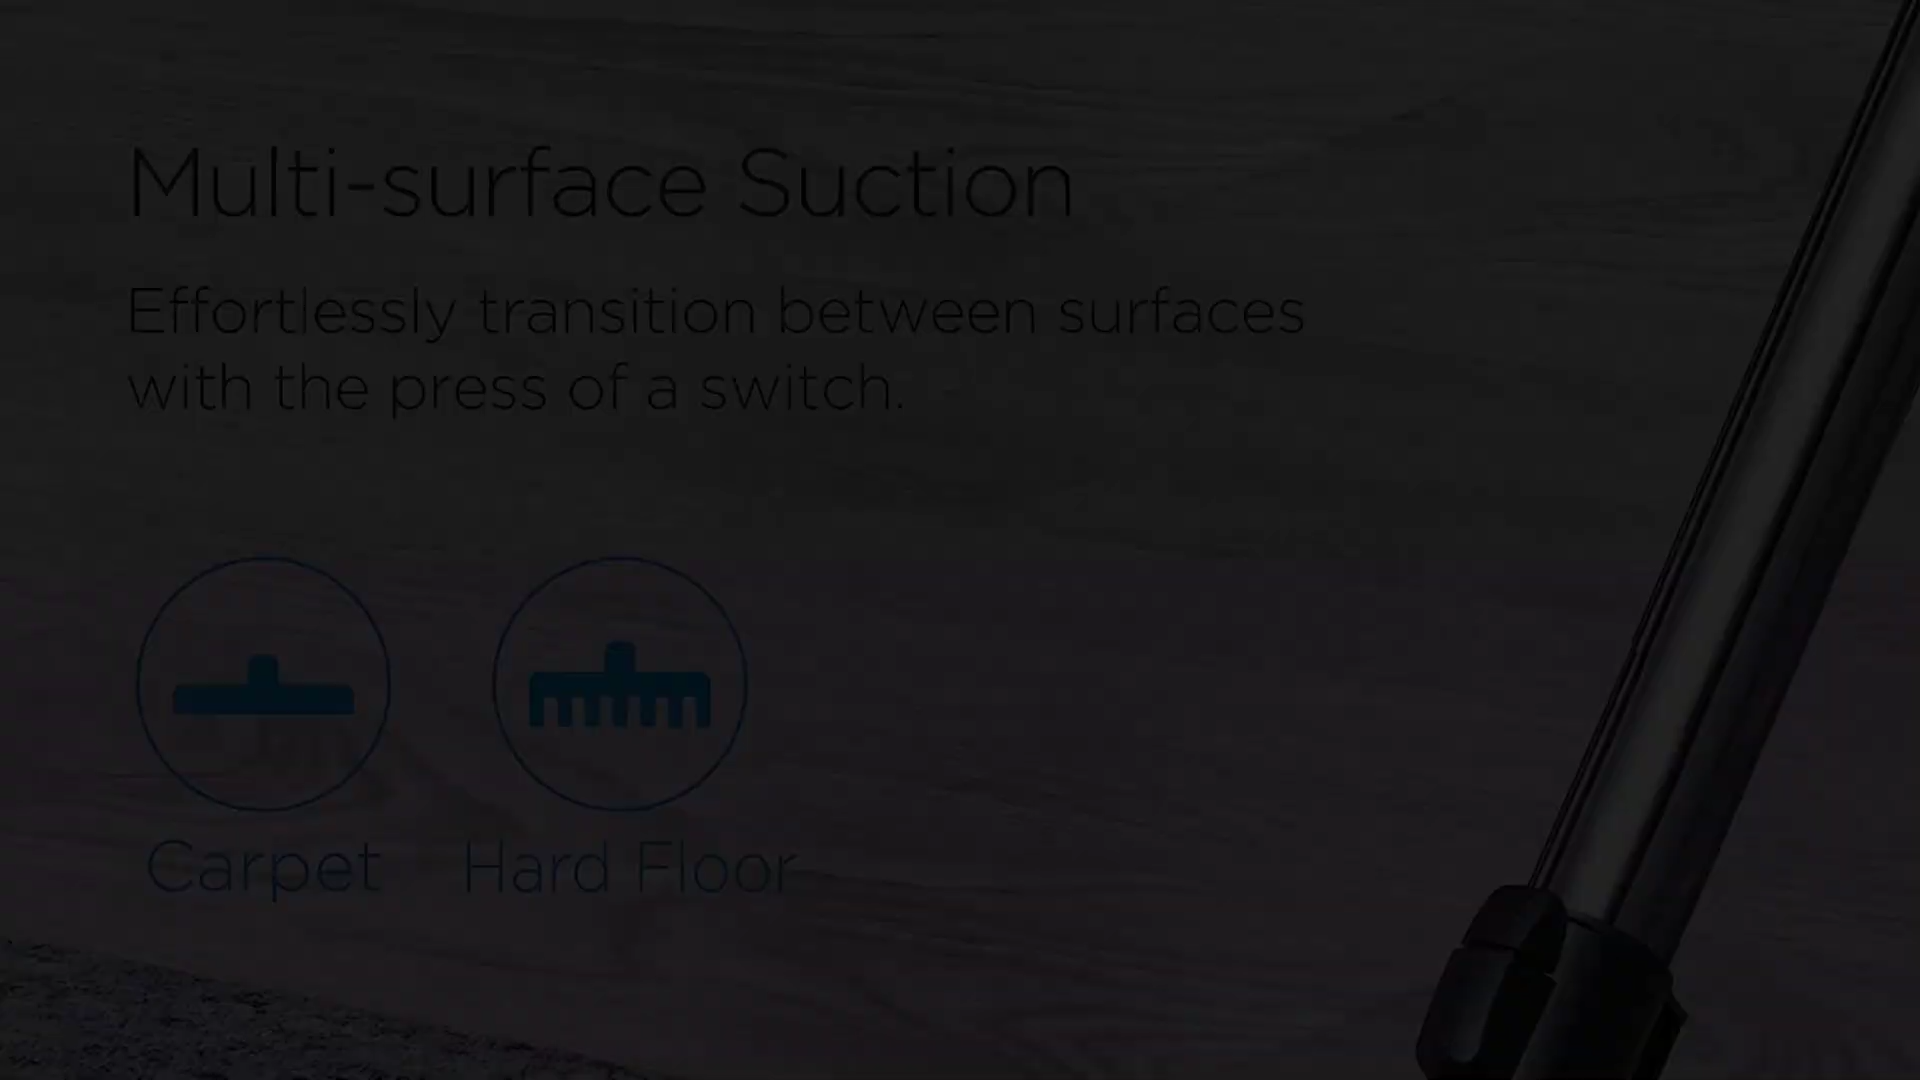 Multi-surface Suction
Effortlessly transition between surfaces
with the press of a switch.
Carpet
Hard Floor